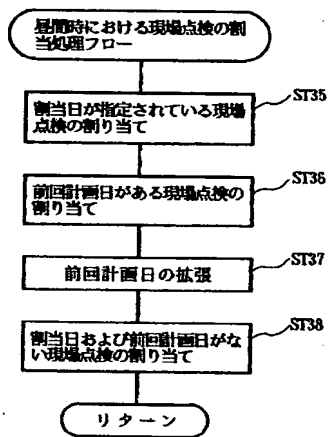 昼間時における現場点検の割
当処理フロー
ST35
割当日が指定されている現場
点検の割り当て
ST36
前回計画日がある現場点検の
割り当て
ST37
前回計画日の拡張
ST38
割当日および前回計画日がな
い現場点検の割り当て
リターン